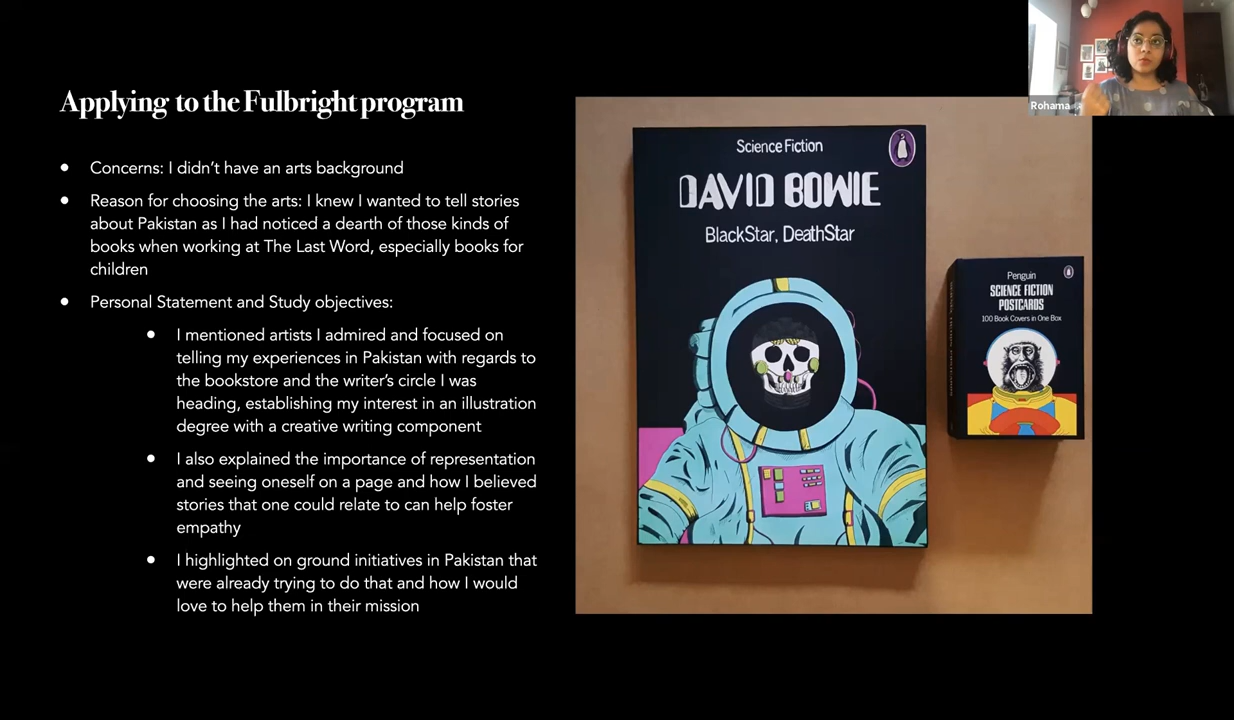 Applying to the Fulbright program
Rohama
Concerns: I didn't have an arts background
Reason for choosing the arts: I knew I wanted to tell stories
about Pakistan as I had noticed a dearth of those kinds of
books when working at The Last Word, especially books for
children
Personal Statement and Study objectives:
I mentioned artists I admired and focused on
telling my experiences in Pakistan with regards to
the bookstore and the writer's circle I was
heading, establishing my interest in an illustration
degree with a creative writing component
I also explained the importance of representation
and seeing oneself on a page and how I believed
stories that one could relate to can help foster
empathy
I highlighted on ground initiatives in Pakistan that
were already trying to do that and how I would
love to help them in their mission
Science Fiction
DAVID BOWIE
BlackStar, DeathStar
Penguin
SCIENCE FICTION
POSTCARDS
100 Book Covers in One Box